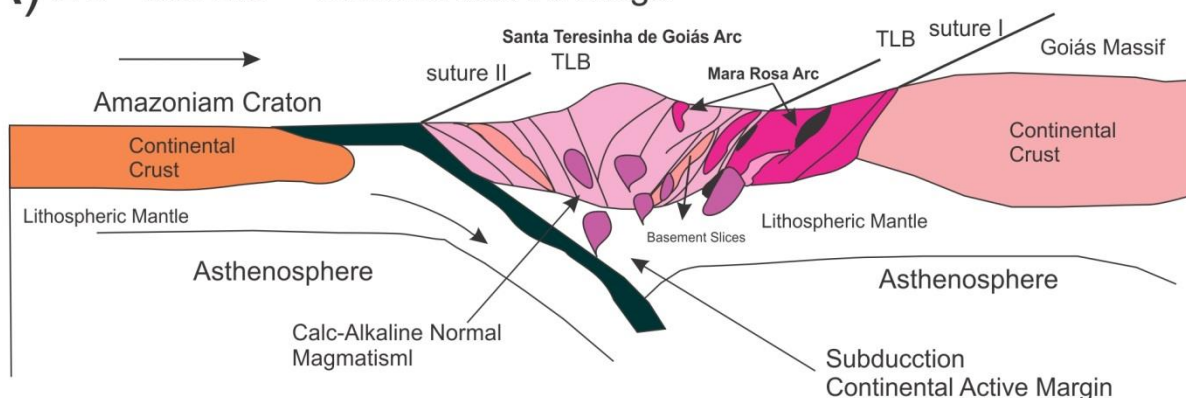 Santa Teresinha de Goiás Arc
TLB
suture II
TLB
suture I
Goiás Massif
Mara Rosa Arc
Amazoniam Craton
Continental
Crust
Continental
Crust
Lithospheric Mantle
Lithospheric Mantle
Basement Slices
Asthenosphere
Asthenosphere
Calc-Alkaline Normal
Magmatisml
Subducction
Continental Active Margin